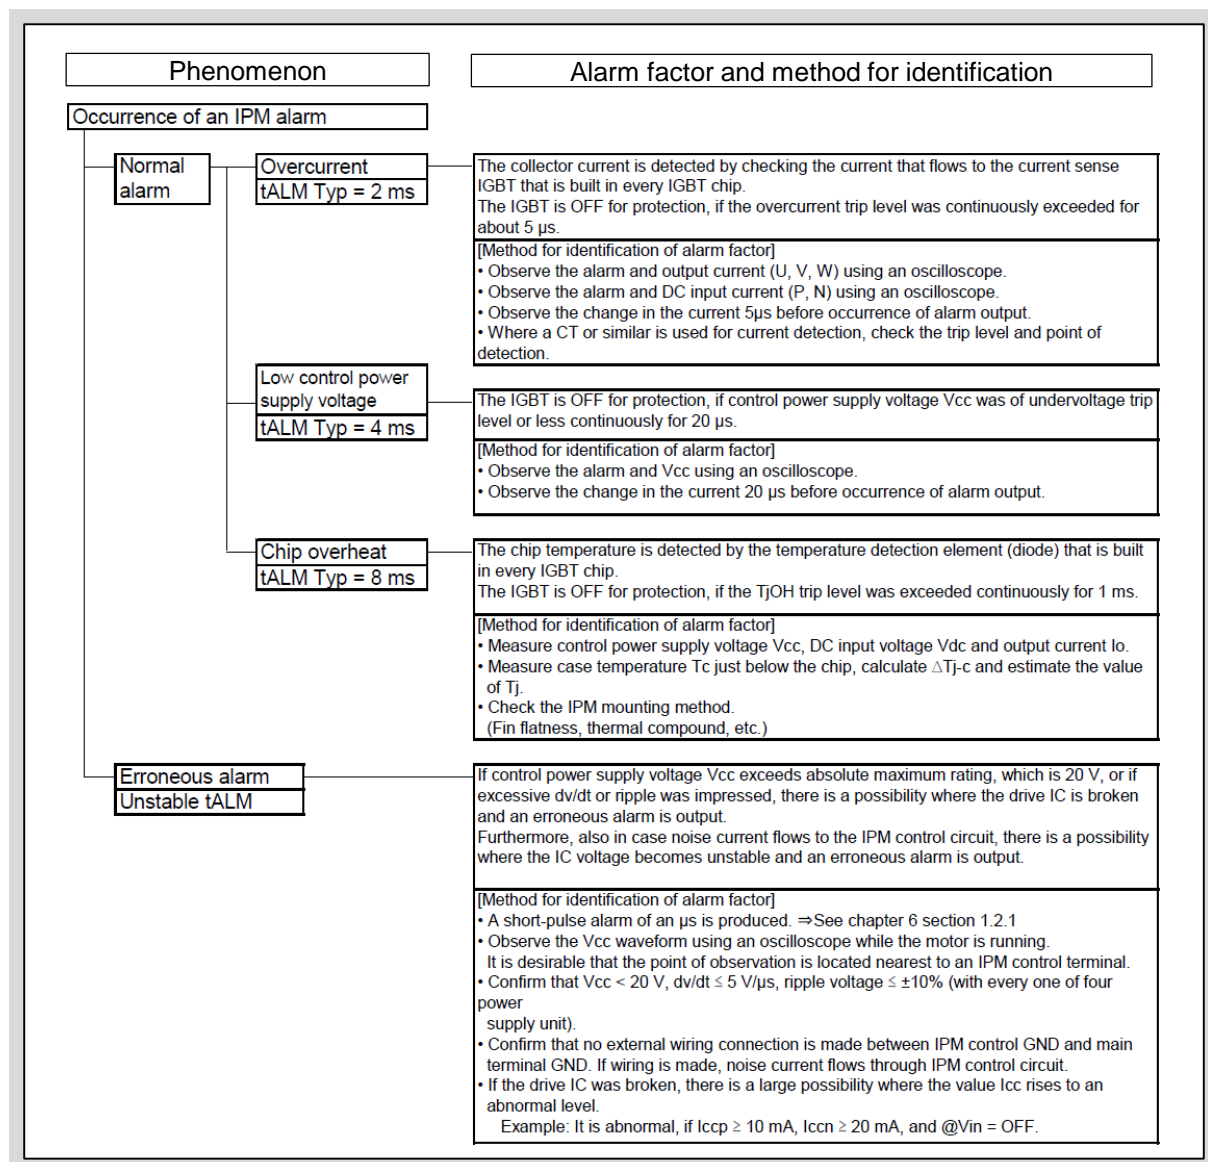 Phenomenon
Alarm factor and method for identification
Occurrence of an IPM alarm
Normal
alarm
Overcurrent
tALM Typ = 2 ms
The collector current is detected by checking the current that flows to the current sense
IGBT that is built in every IGBT chip.
The IGBT is OFF for protection, if the overcurrent trip level was continuously exceeded for
about 5 µs.
[Method for identification of alarm factor]
• Observe the alarm and output current (U, V, W) using an oscilloscope.
• Observe the alarm and DC input current (P, N) using an oscilloscope.
• Observe the change in the current 5µs before occurrence of alarm output.
• Where a CT or similar is used for current detection, check the trip level and point of
detection.
Low control power
supply voltage
tALM Typ = 4 ms
The IGBT is OFF for protection, if control power supply voltage Vcc was of undervoltage trip
level or less continuously for 20 µs.
[Method for identification of alarm factor]
• Observe the alarm and Vcc using an oscilloscope.
• Observe the change in the current 20 µs before occurrence of alarm output.
Chip overheat
tALM Typ = 8 ms
The chip temperature is detected by the temperature detection element (diode) that is built
in every IGBT chip.
The IGBT is OFF for protection, if the TjOH trip level was exceeded continuously for 1 ms.
[Method for identification of alarm factor]
• Measure control power supply voltage Vcc, DC input voltage Vdc and output current Io.
• Measure case temperature Tc just below the chip, calculate △Tj-c and estimate the value
of Tj.
• Check the IPM mounting method.
(Fin flatness, thermal compound, etc.)
Erroneous alarm
Unstable tALM
If control power supply voltage Vcc exceeds absolute maximum rating, which is 20 V, or if
excessive dv/dt or ripple was impressed, there is a possibility where the drive IC is broken
and an erroneous alarm is output.
Furthermore, also in case noise current flows to the IPM control circuit, there is a possibility
where the IC voltage becomes unstable and an erroneous alarm is output.
[Method for identification of alarm factor]
• A short-pulse alarm of an µs is produced. ⇒See chapter 6 section 1.2.1
• Observe the Vcc waveform using an oscilloscope while the motor is running.
It is desirable that the point of observation is located nearest to an IPM control terminal.
• Confirm that Vcc < 20 V, dv/dt ≤ 5 V/µs, ripple voltage ≤ ±10% (with every one of four
power
supply unit).
• Confirm that no external wiring connection is made between IPM control GND and main
terminal GND. If wiring is made, noise current flows through IPM control circuit.
• If the drive IC was broken, there is a large possibility where the value Icc rises to an
abnormal level.
Example: It is abnormal, if Iccp ≥ 10 mA, Iccn ≥ 20 mA, and @Vin = OFF.